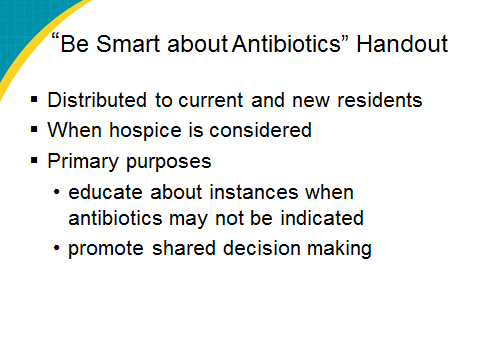 “Be Smart about Antibiotics” Handout
▪ Distributed to current and new residents
▪ When hospice is considered
▪ Primary purposes
• educate about instances when
antibiotics may not be indicated
• promote shared decision making